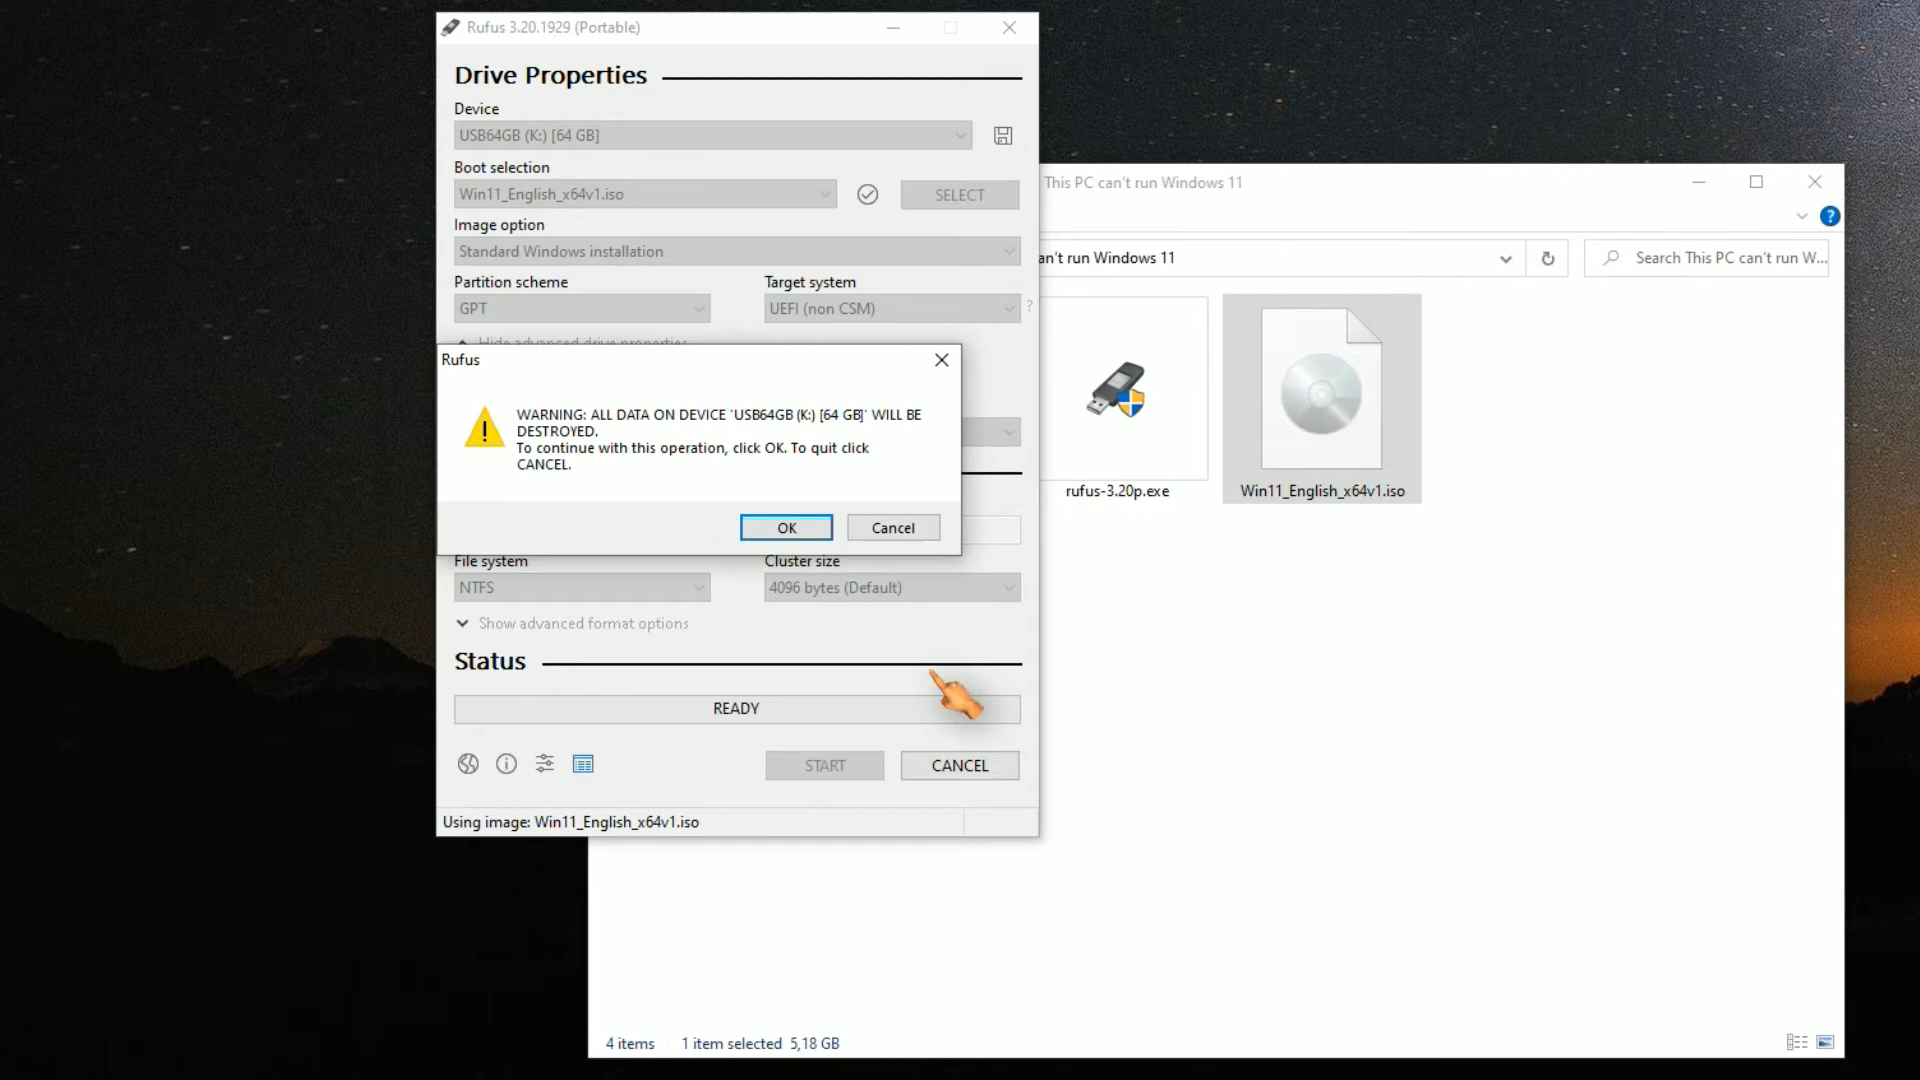 Rufus 3.20.1929 (Portable)
Drive Properties
Device
USB64GB (K:) [64 GB]
Boot selection
Win11_English_x64v1.iso
SELECT
Image option
Standard Windows installation
Partition scheme
Target system
GPT
UEFI (non CSM)
?
Hide advanced drive properties
Rufus
WARNING: ALL DATA ON DEVICE 'USB64GB (K:) [64 GB]' WILL BE
DESTROYED.
To continue with this operation, click OK. To quit click
CANCEL.
OK
Cancel
File system
Cluster size
NTFS
4096 bytes (Default)
Show advanced format options
Status
READY
START
CANCEL
Using image: Win11_English_x64v1.iso
This PC can't run Windows 11
?
an't run Windows 11
Search This PC can't run W...
rufus-3.20p.exe
Win11_English_x64v1.iso
4 items
1 item selected 5,18 GB